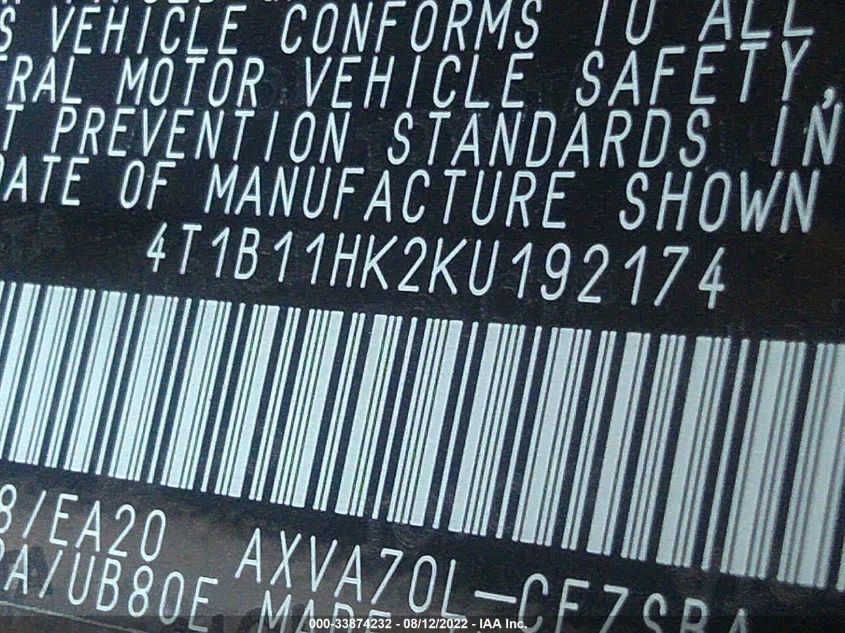 S VEHICLE CONFORMS TO ALL
RAL MOTOR VEHICLE SAFETY,
T PREVENTION STANDARDS IN
DATE OF MANUFACTURE SHOWN
4T1B11HK2KU192174
8/EA20 AXVA70L-CEZSBA
A/UB80E MADE
000-33874232 - 08/12/2022 - IAA Inc.